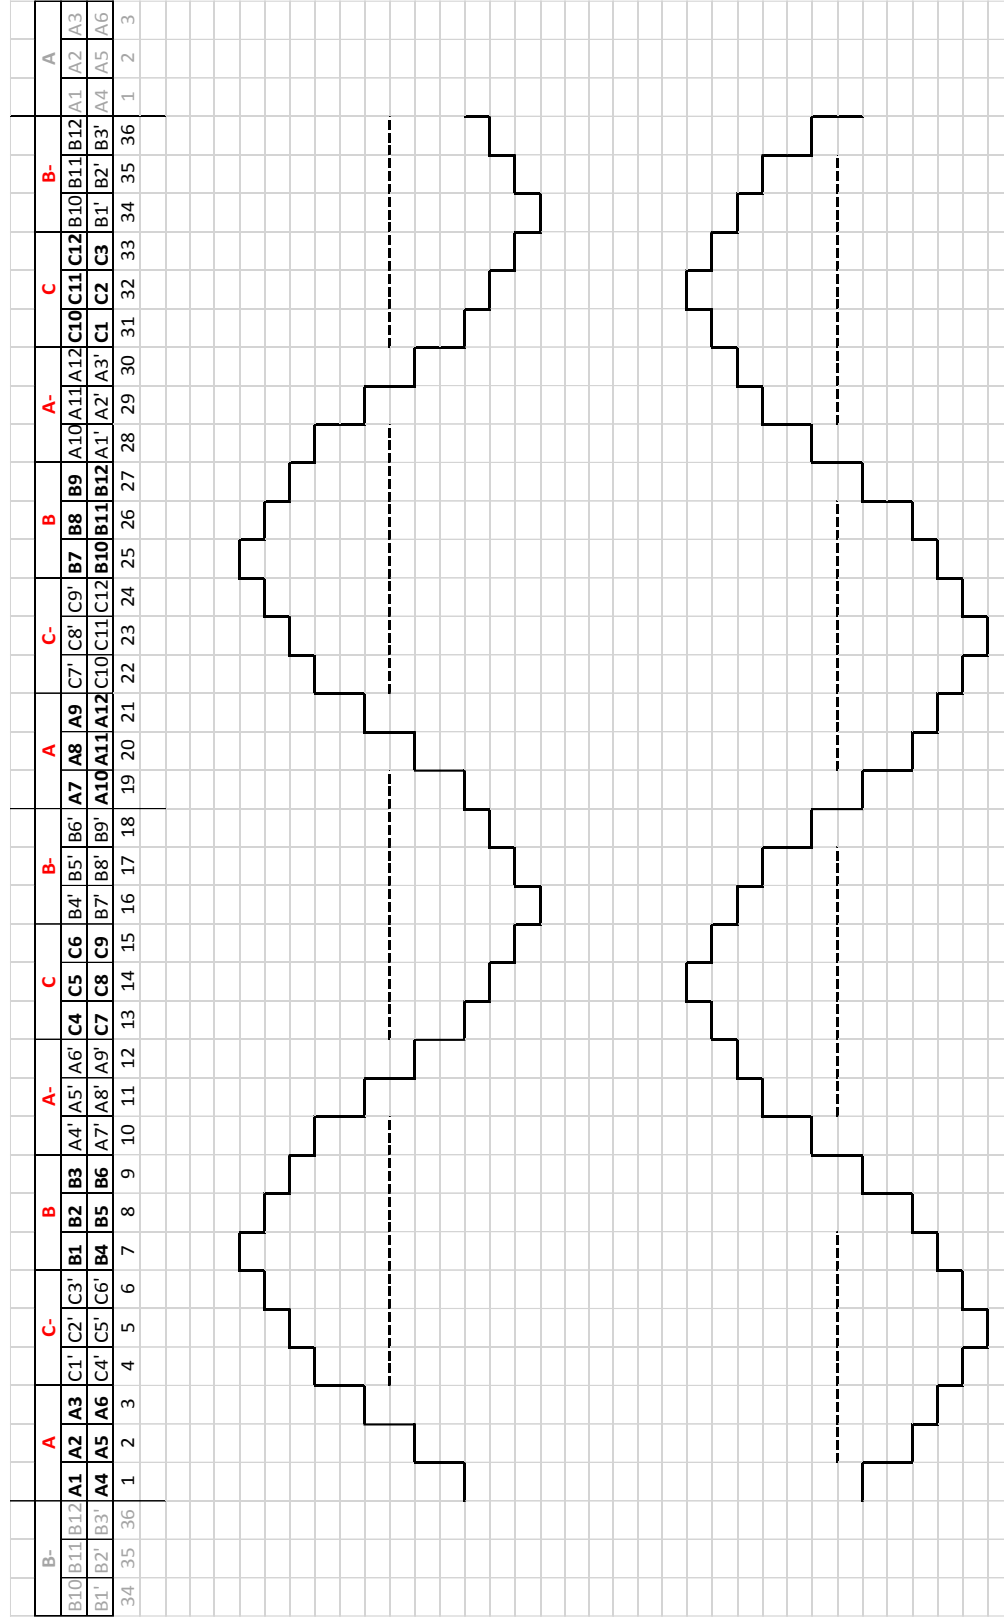 B- A C- B A- C B- A C- B A- C B- A
B10 B11 B12 A1 A2 A3 C1' C2' C3' B1 B2 B3 A4' A5' A6' C4 C5 C6 B4' B5' B6' A7 A8 A9 C7' C8' C9' B7 B8 B9 A10 A11 A12 C10 C11 C12 B10 B11 B12 A1 A2 A3
B1' B2' B3' A4 A5 A6 C4' C5' C6' B4 B5 B6 A7' A8' A9' C7 C8 C9 B7' B8' B9' A10 A11 A12 C10 C11 C12 B10 B11 B12 A1' A2' A3' C1 C2 C3 B1' B2' B3' A4 A5 A6
34 35 36 1 2 3 4 5 6 7 8 9 10 11 12 13 14 15 16 17 18 19 20 21 22 23 24 25 26 27 28 29 30 31 32 33 34 35 36 1 2 3